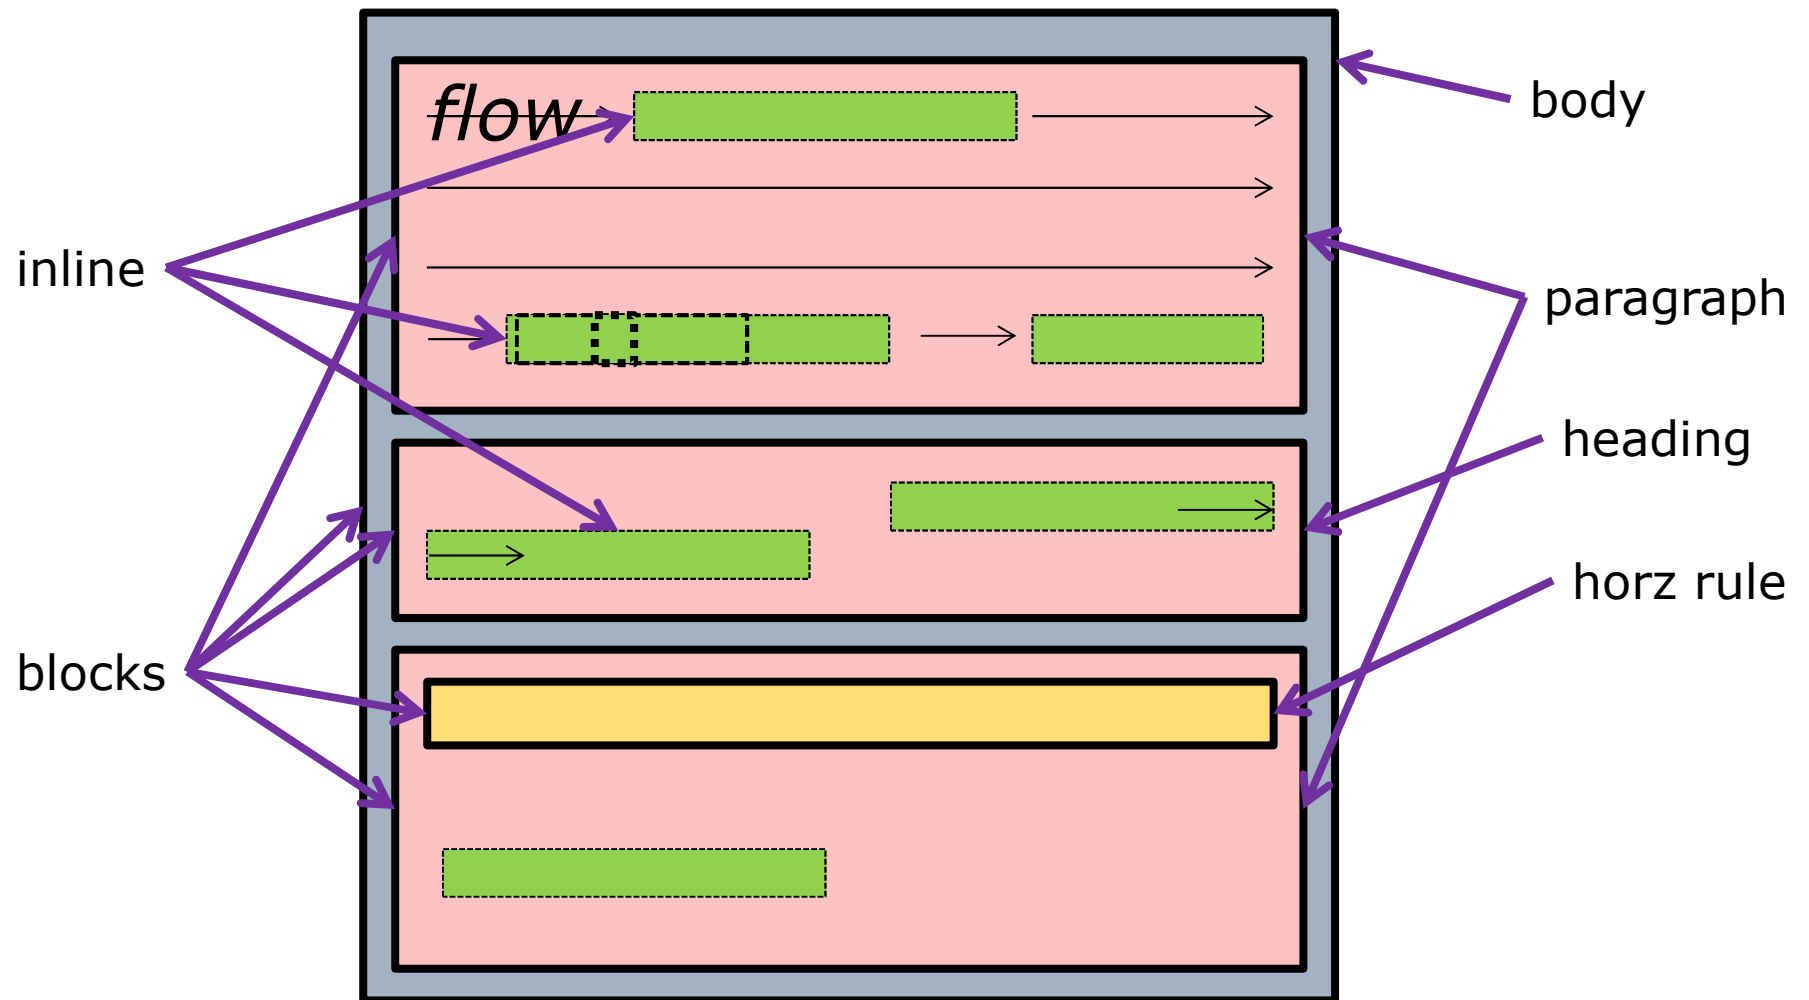 flow
body
inline
paragraph
heading
horz rule
blocks